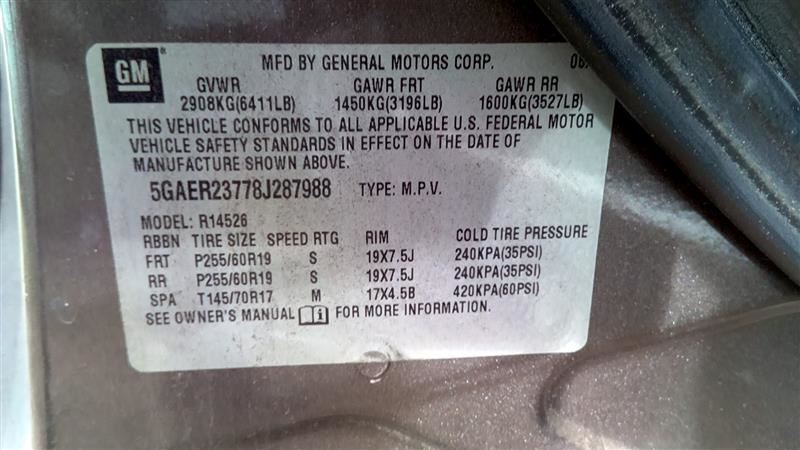 GM ® MFD BY GENERAL MOTORS CORP. 08
GVWR GAWR FRT GAWR RR
2908KG(6411LB) 1450KG(3196LB) 1600KG(3527LB)
THIS VEHICLE CONFORMS TO ALL APPLICABLE U.S. FEDERAL MOTOR
VEHICLE SAFETY STANDARDS IN EFFECT ON THE DATE OF
MANUFACTURE SHOWN ABOVE.
5GAER23778J287988 TYPE: M.P.V.
MODEL: R14526
RBBN TIRE SIZE SPEED RTG RIM COLD TIRE PRESSURE
FRT P255/60R19 S 19X7.5J 240KPA(35PSI)
RR P255/60R19 S 19X7.5J 240KPA(35PSI)
SPA T145/70R17 M 17X4.5B 420KPA(60PSI)
SEE OWNER'S MANUAL FOR MORE INFORMATION.